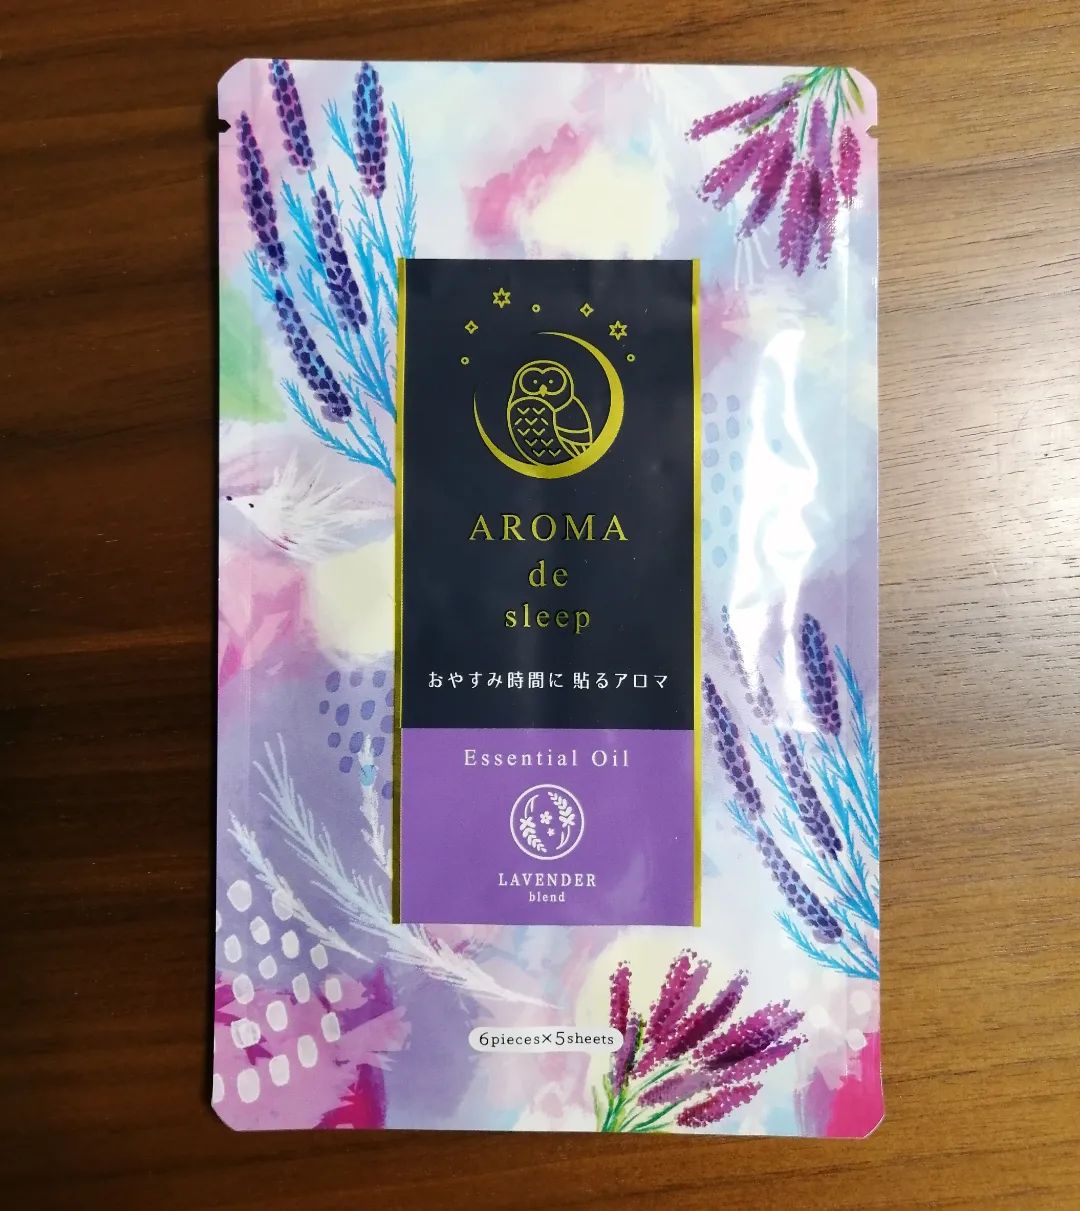 AROMA
de
sleep
おやすみ時間に 貼るアロマ
Essential Oil
LAVENDER
blend
6pieces×5sheets